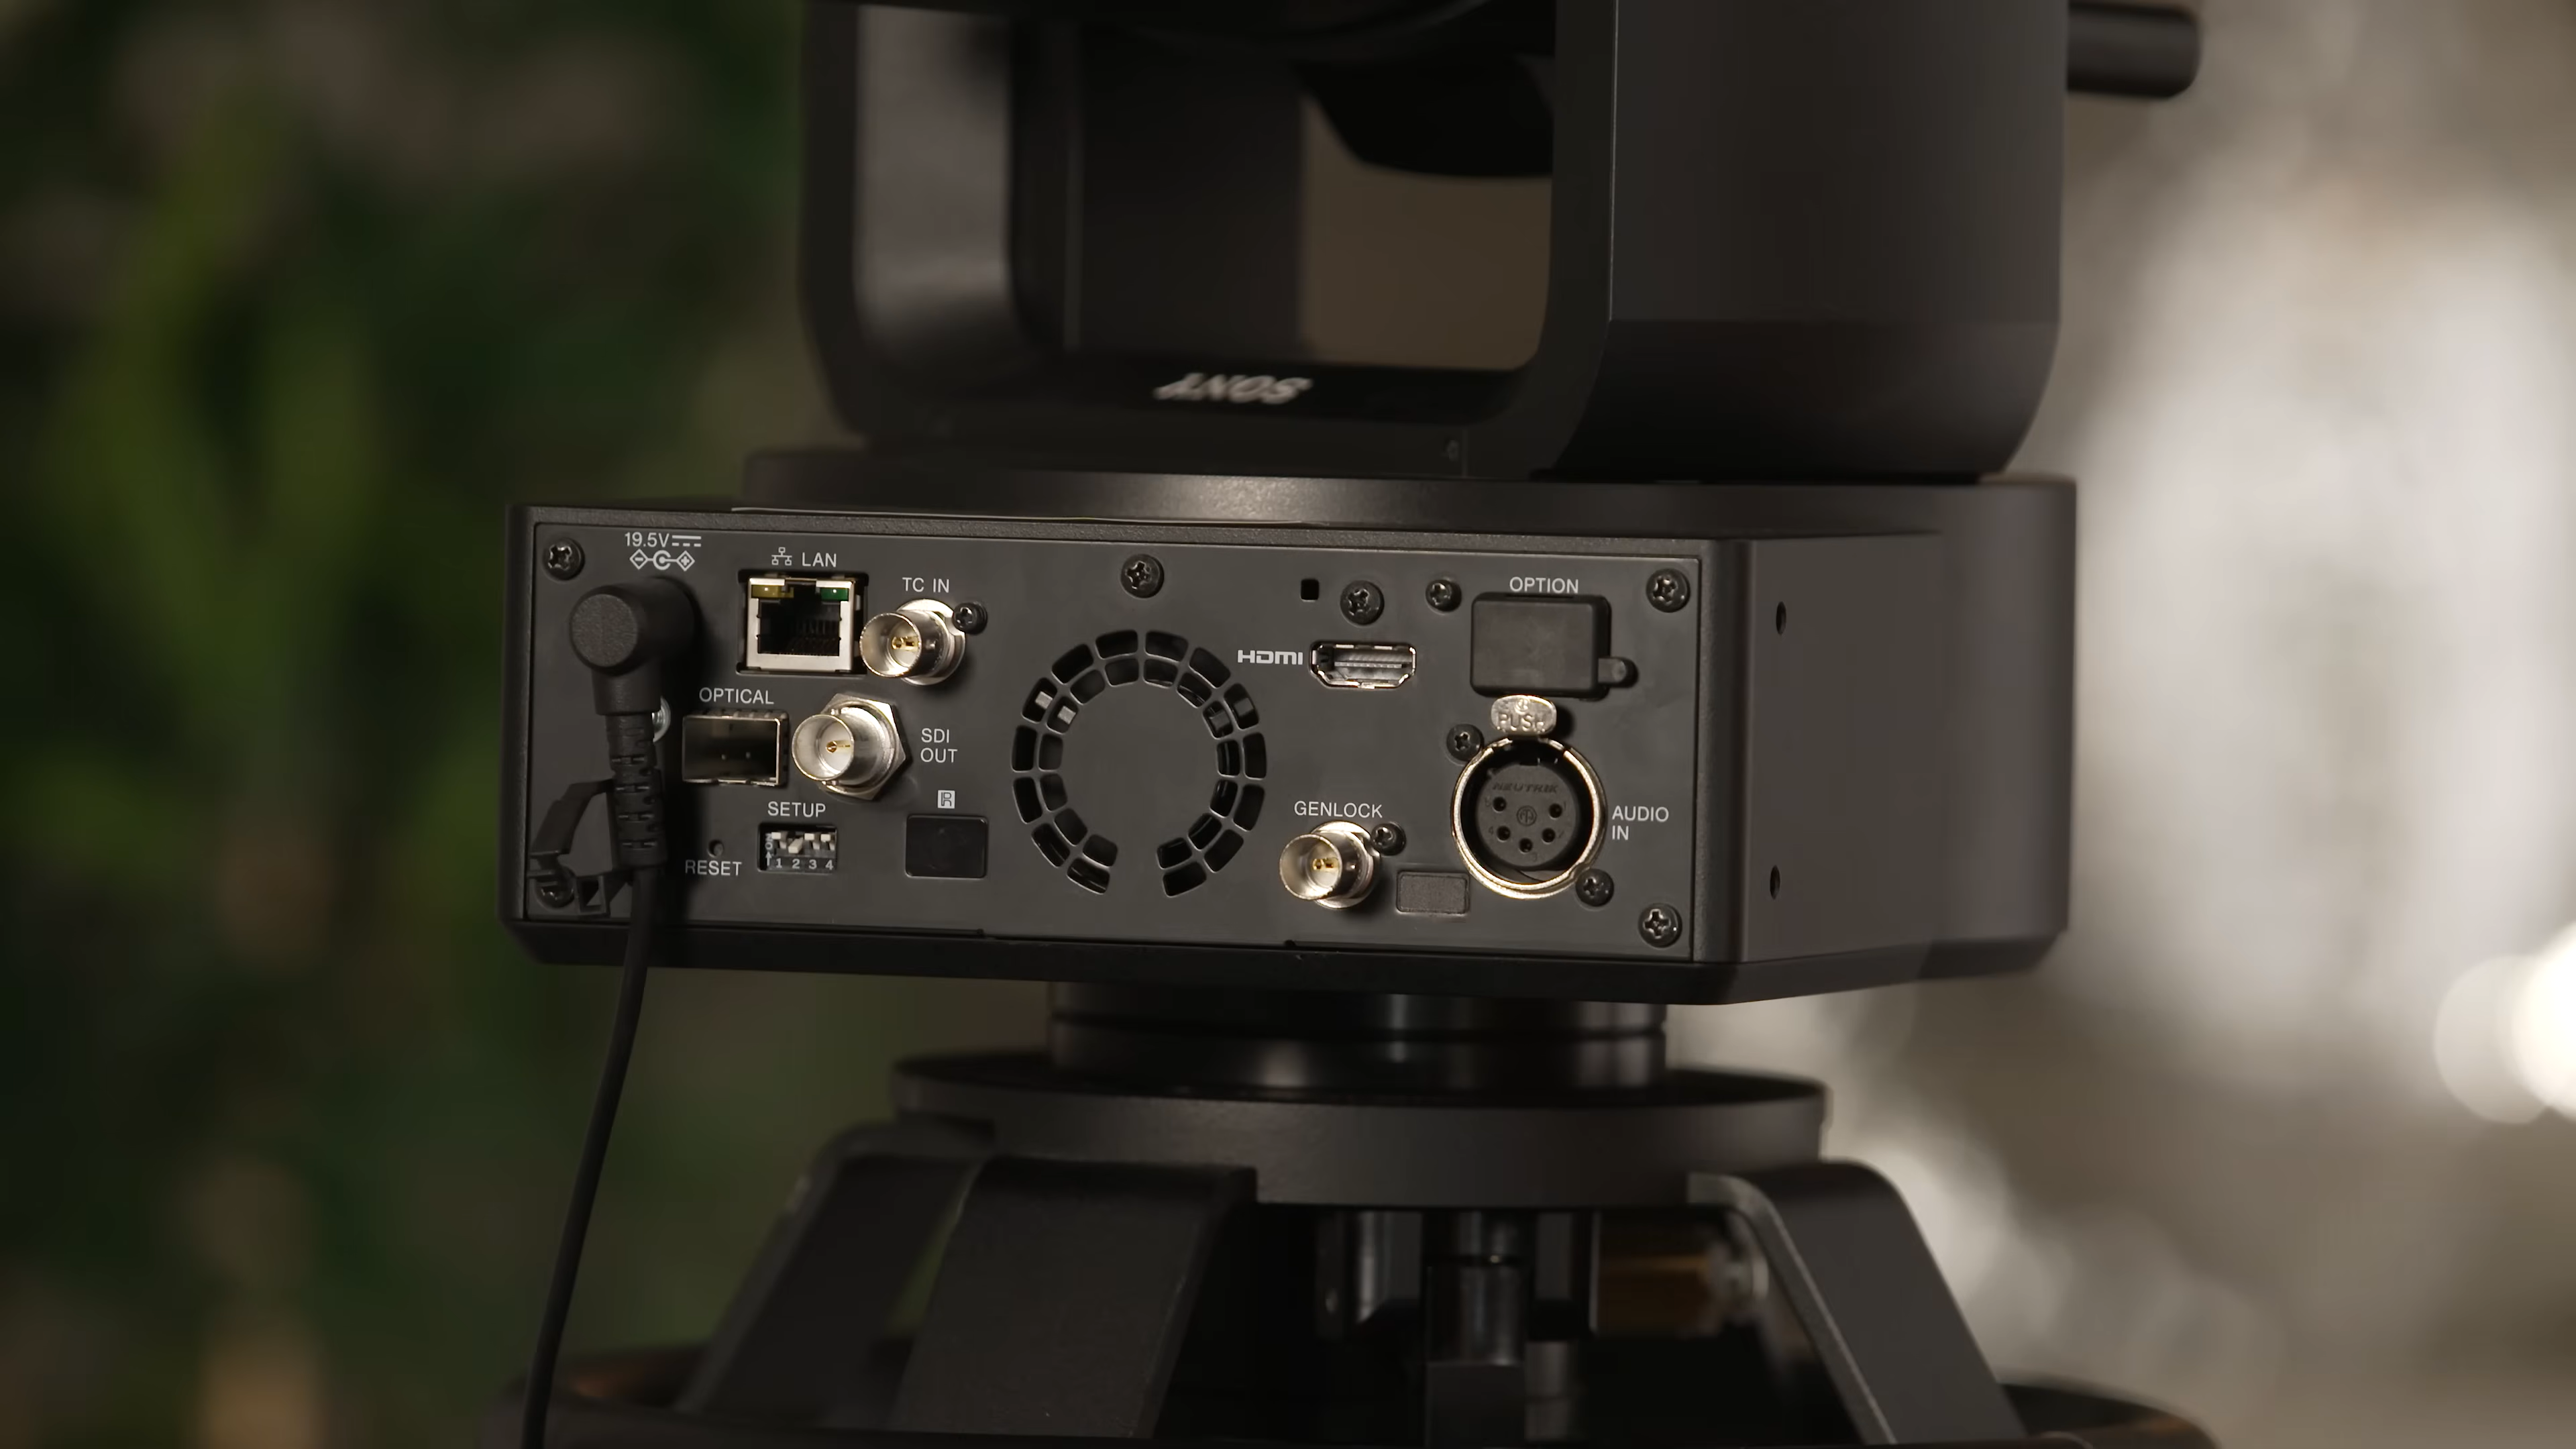 SONY
19.5V
LAN
TC IN
OPTION
HDMI
OPTICAL
PUSH
SDI
OUT
NEUTRIK
SETUP
R
GENLOCK
AUDIO
IN
RESET
1 2 3 4